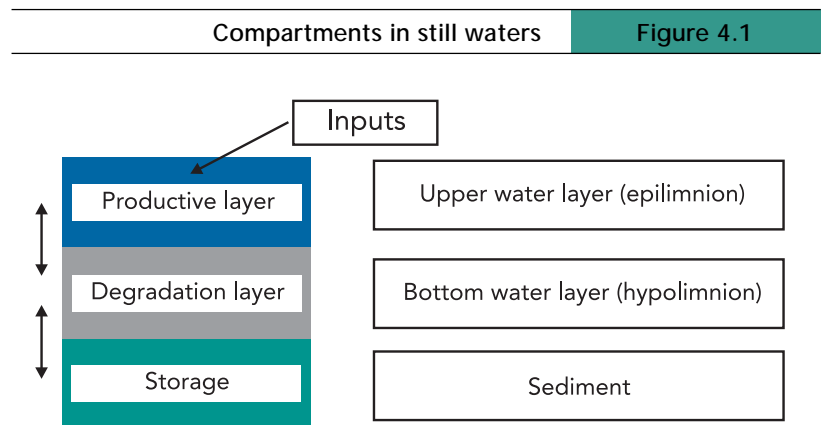 Compartments in still waters
Figure 4.1
Inputs
Productive layer
Upper water layer (epilimnion)
Degradation layer
Bottom water layer (hypolimnion)
Storage
Sediment